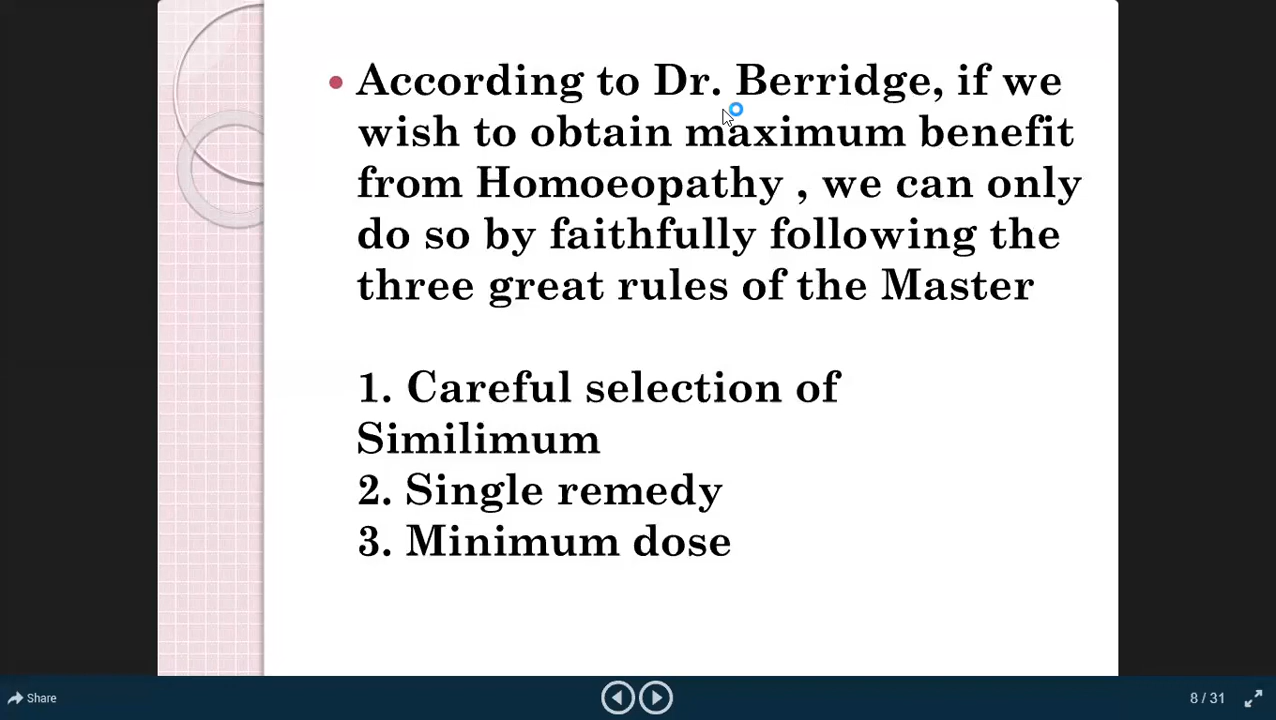 According to Dr. Berridge, if we
wish to obtain maximum benefit
from Homoeopathy , we can only
do so by faithfully following the
three great rules of the Master
1. Careful selection of
Similimum
2. Single remedy
3. Minimum dose
Share
8 / 31